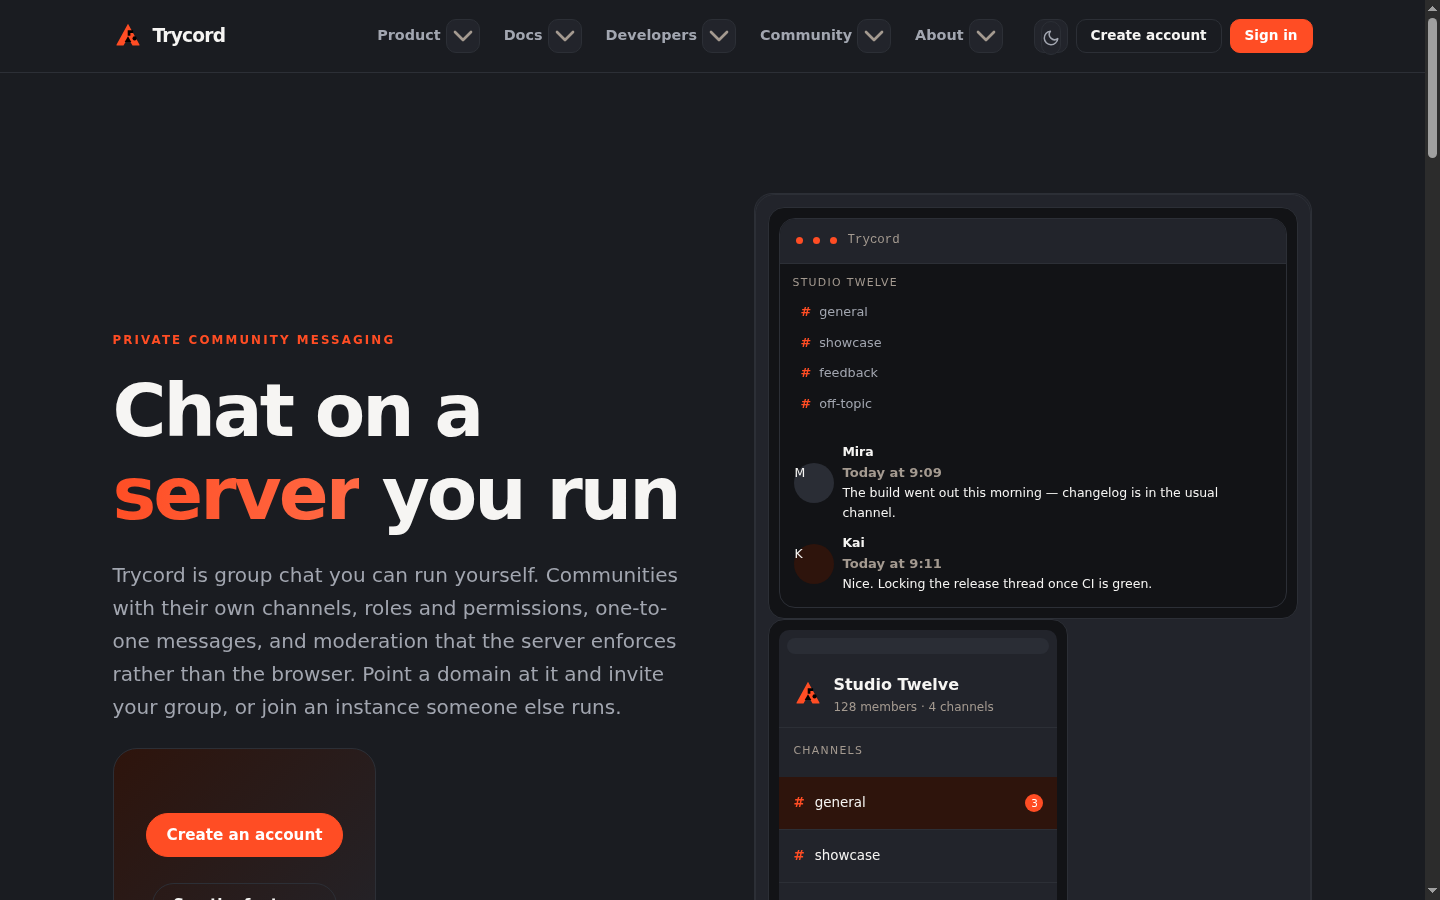 Trycord
Product
Docs
Developers
Community
About
Create account
Sign in
PRIVATE COMMUNITY MESSAGING
Chat on a
server you run
Trycord is group chat you can run yourself. Communities
with their own channels, roles and permissions, one-to-
one messages, and moderation that the server enforces
rather than the browser. Point a domain at it and invite
your group, or join an instance someone else runs.
Create an account
Trycord
STUDIO TWELVE
# general
# showcase
# feedback
# off-topic
M
Mira
Today at 9:09
The build went out this morning — changelog is in the usual
channel.
K
Kai
Today at 9:11
Nice. Locking the release thread once CI is green.
Studio Twelve
128 members · 4 channels
CHANNELS
# general 3
# showcase